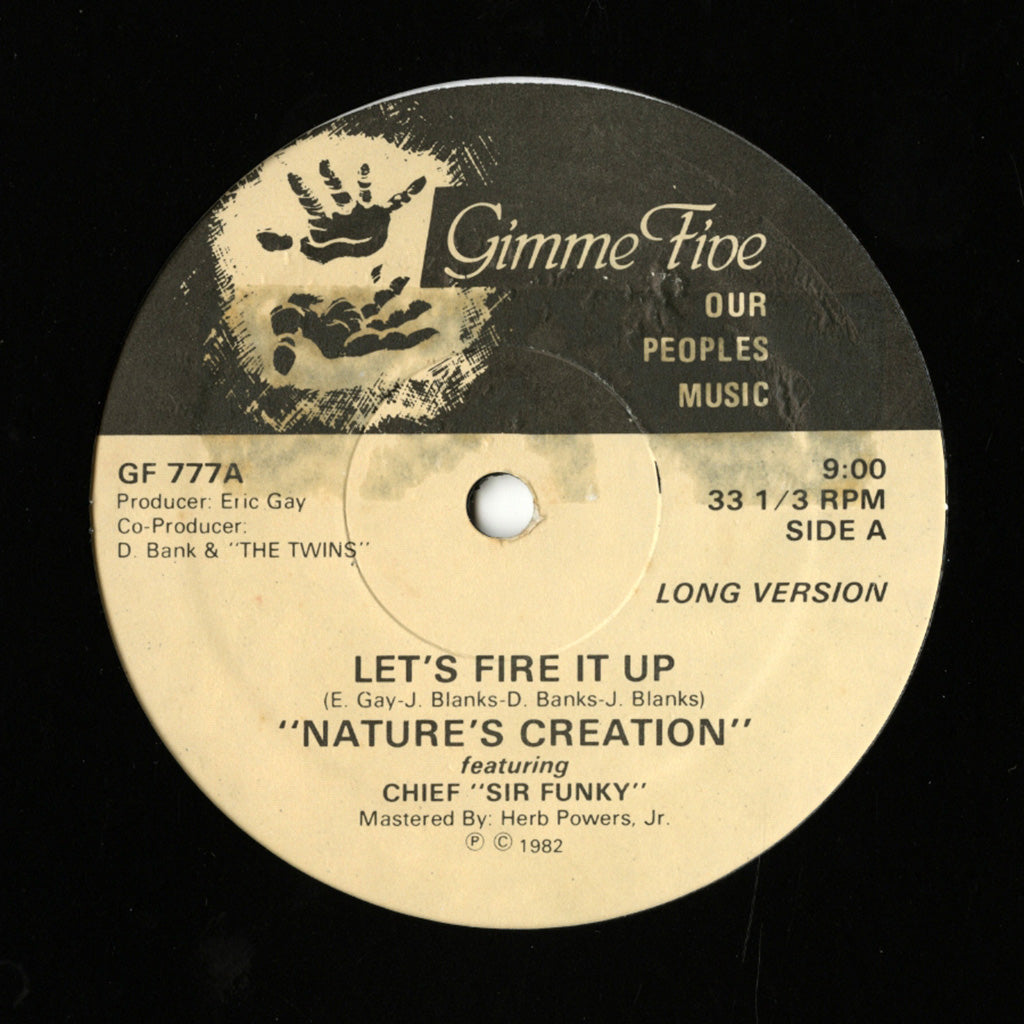 Gimme Five
OUR
PEOPLES
MUSIC
GF 777A
Producer: Eric Gay
Co-Producer:
D. Bank & "THE TWINS"
9:00
33 1/3 RPM
SIDE A
LONG VERSION
LET'S FIRE IT UP
(E. Gay-J. Blanks-D. Banks-J. Blanks)
"NATURE'S CREATION"
featuring
CHIEF "SIR FUNKY"
Mastered By: Herb Powers, Jr.
Ⓟ © 1982